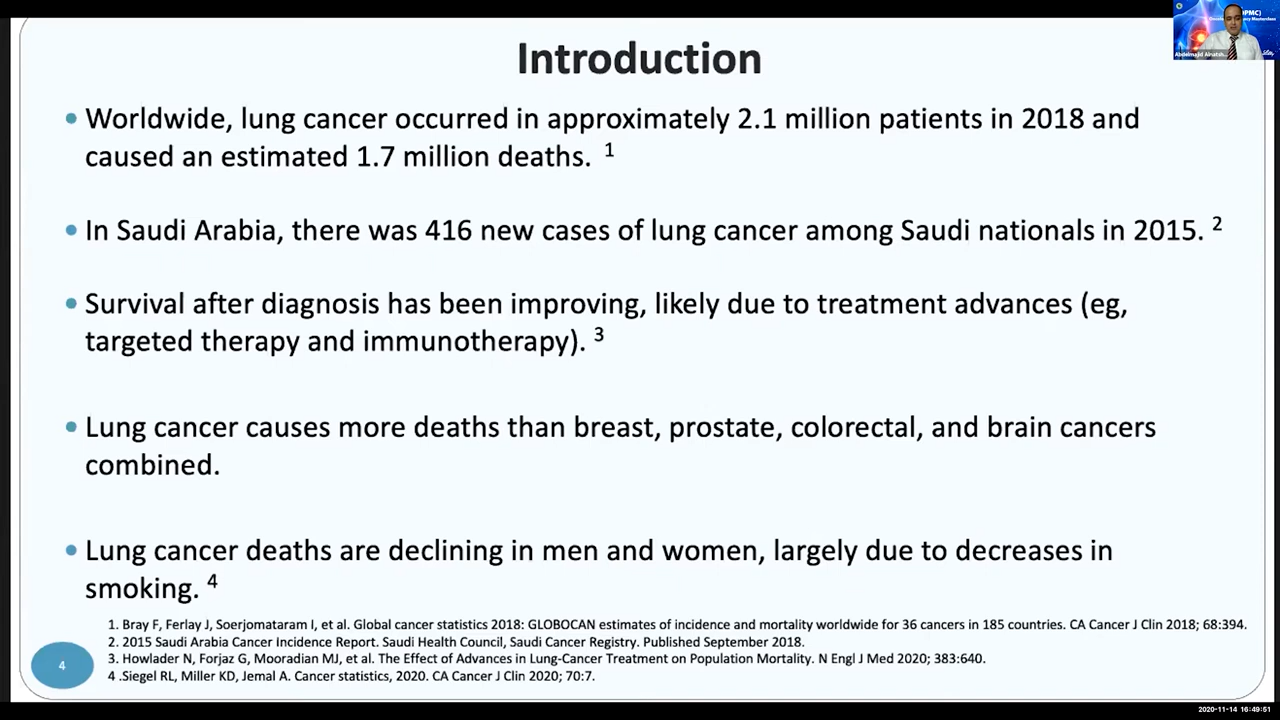 Introduction
• Worldwide, lung cancer occurred in approximately 2.1 million patients in 2018 and
caused an estimated 1.7 million deaths. 1
• In Saudi Arabia, there was 416 new cases of lung cancer among Saudi nationals in 2015. 2
• Survival after diagnosis has been improving, likely due to treatment advances (eg,
targeted therapy and immunotherapy). 3
• Lung cancer causes more deaths than breast, prostate, colorectal, and brain cancers
combined.
• Lung cancer deaths are declining in men and women, largely due to decreases in
smoking. 4
1. Bray F, Ferlay J, Soerjomataram I, et al. Global cancer statistics 2018: GLOBOCAN estimates of incidence and mortality worldwide for 36 cancers in 185 countries. CA Cancer J Clin 2018; 68:394.
2. 2015 Saudi Arabia Cancer Incidence Report. Saudi Health Council, Saudi Cancer Registry. Published September 2018.
3. Howlader N, Forjaz G, Mooradian MJ, et al. The Effect of Advances in Lung-Cancer Treatment on Population Mortality. N Engl J Med 2020; 383:640.
4 .Siegel RL, Miller KD, Jemal A. Cancer statistics, 2020. CA Cancer J Clin 2020; 70:7.
4
2020-11-14 16:49:51